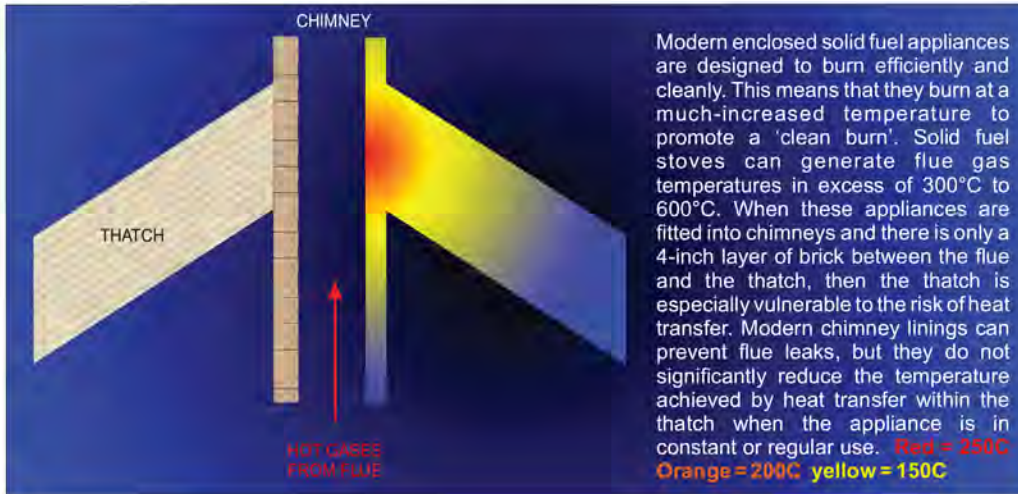 CHIMNEY
THATCH
HOT GASES
FROM FLUE
Modern enclosed solid fuel appliances
are designed to burn efficiently and
cleanly. This means that they burn at a
much-increased temperature to
promote a ‘clean burn’. Solid fuel
stoves can generate flue gas
temperatures in excess of 300°C to
600°C. When these appliances are
fitted into chimneys and there is only a
4-inch layer of brick between the flue
and the thatch, then the thatch is
especially vulnerable to the risk of heat
transfer. Modern chimney linings can
prevent flue leaks, but they do not
significantly reduce the temperature
achieved by heat transfer within the
thatch when the appliance is in
constant or regular use. Red = 250C
Orange = 200C yellow = 150C